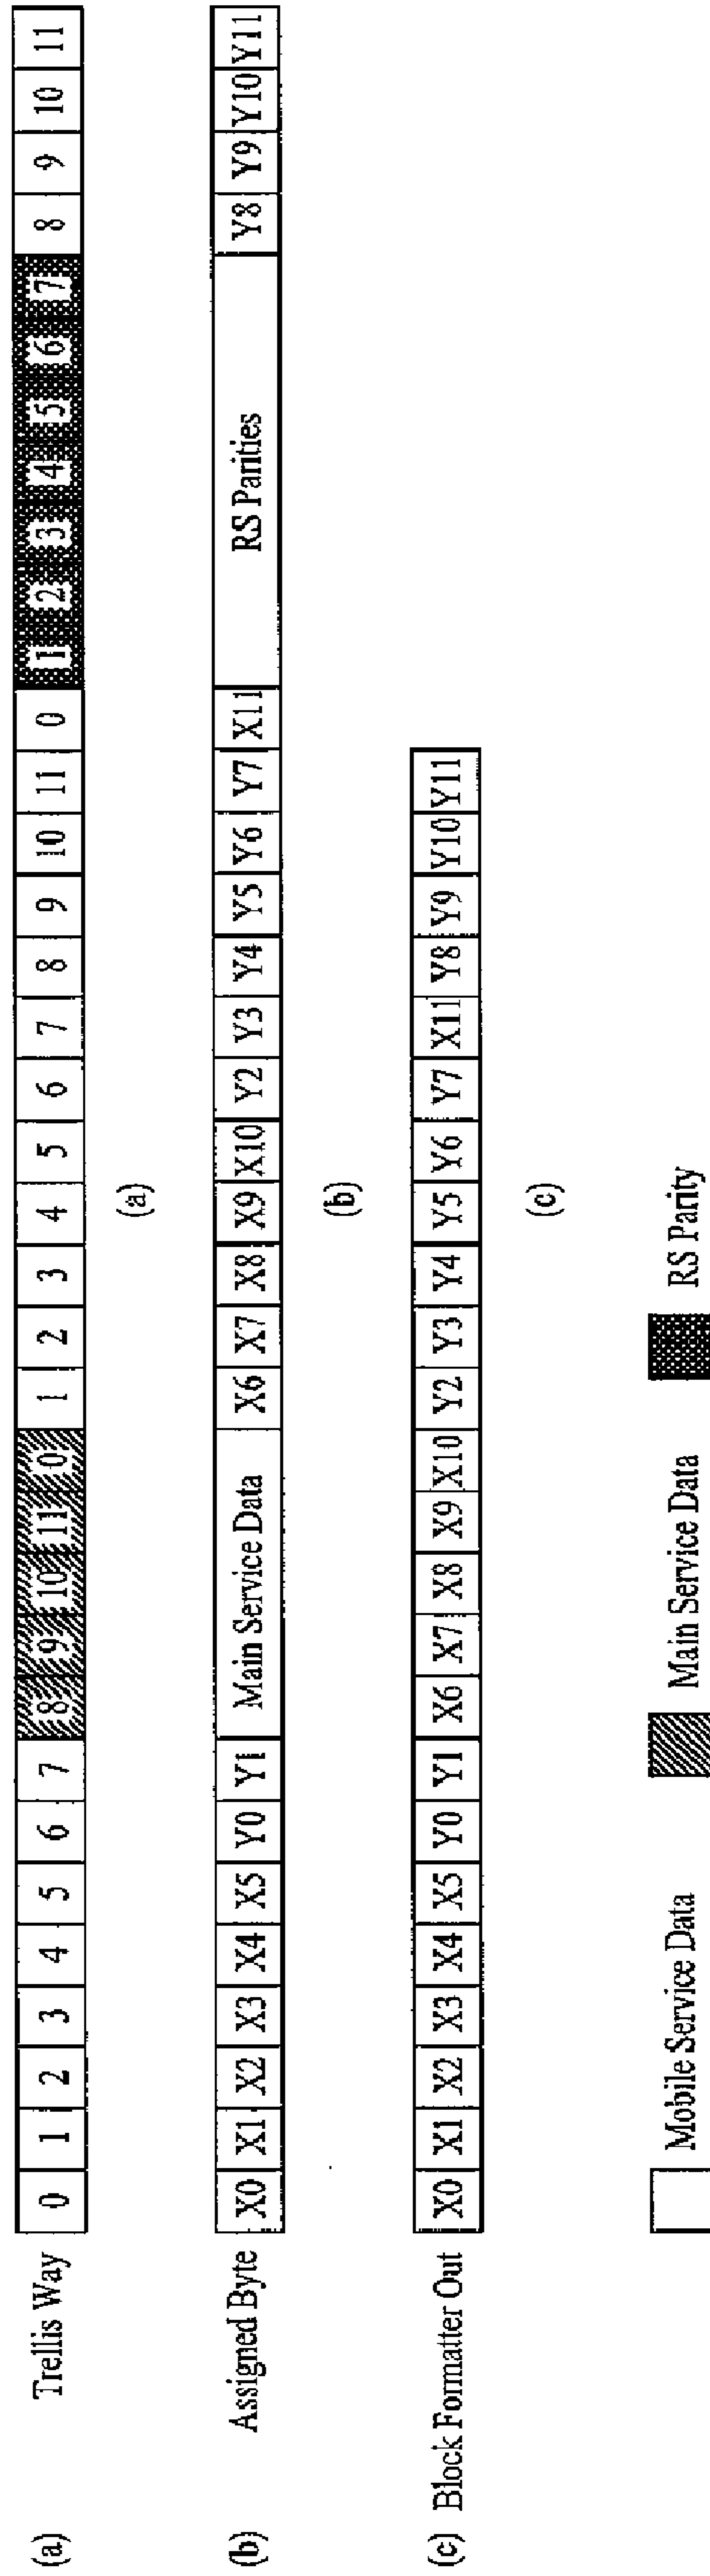 (a) Trellis Way 0 1 2 3 4 5 6 7 8 9 10 11 0 1 2 3 4 5 6 7 8 9 10 11 0 1 2 3 4 5 6 7 8 9 10 11
(a)
(b) Assigned Byte X0 X1 X2 X3 X4 X5 Y0 Y1 Main Service Data X6 X7 X8 X9 X10 Y2 Y3 Y4 Y5 Y6 Y7 X11 RS Parities Y8 Y9 Y10 Y11
(b)
(c) Block Formatter Out X0 X1 X2 X3 X4 X5 Y0 Y1 X6 X7 X8 X9 X10 Y2 Y3 Y4 Y5 Y6 Y7 X11 Y8 Y9 Y10 Y11
(c)
Mobile Service Data Main Service Data RS Parity